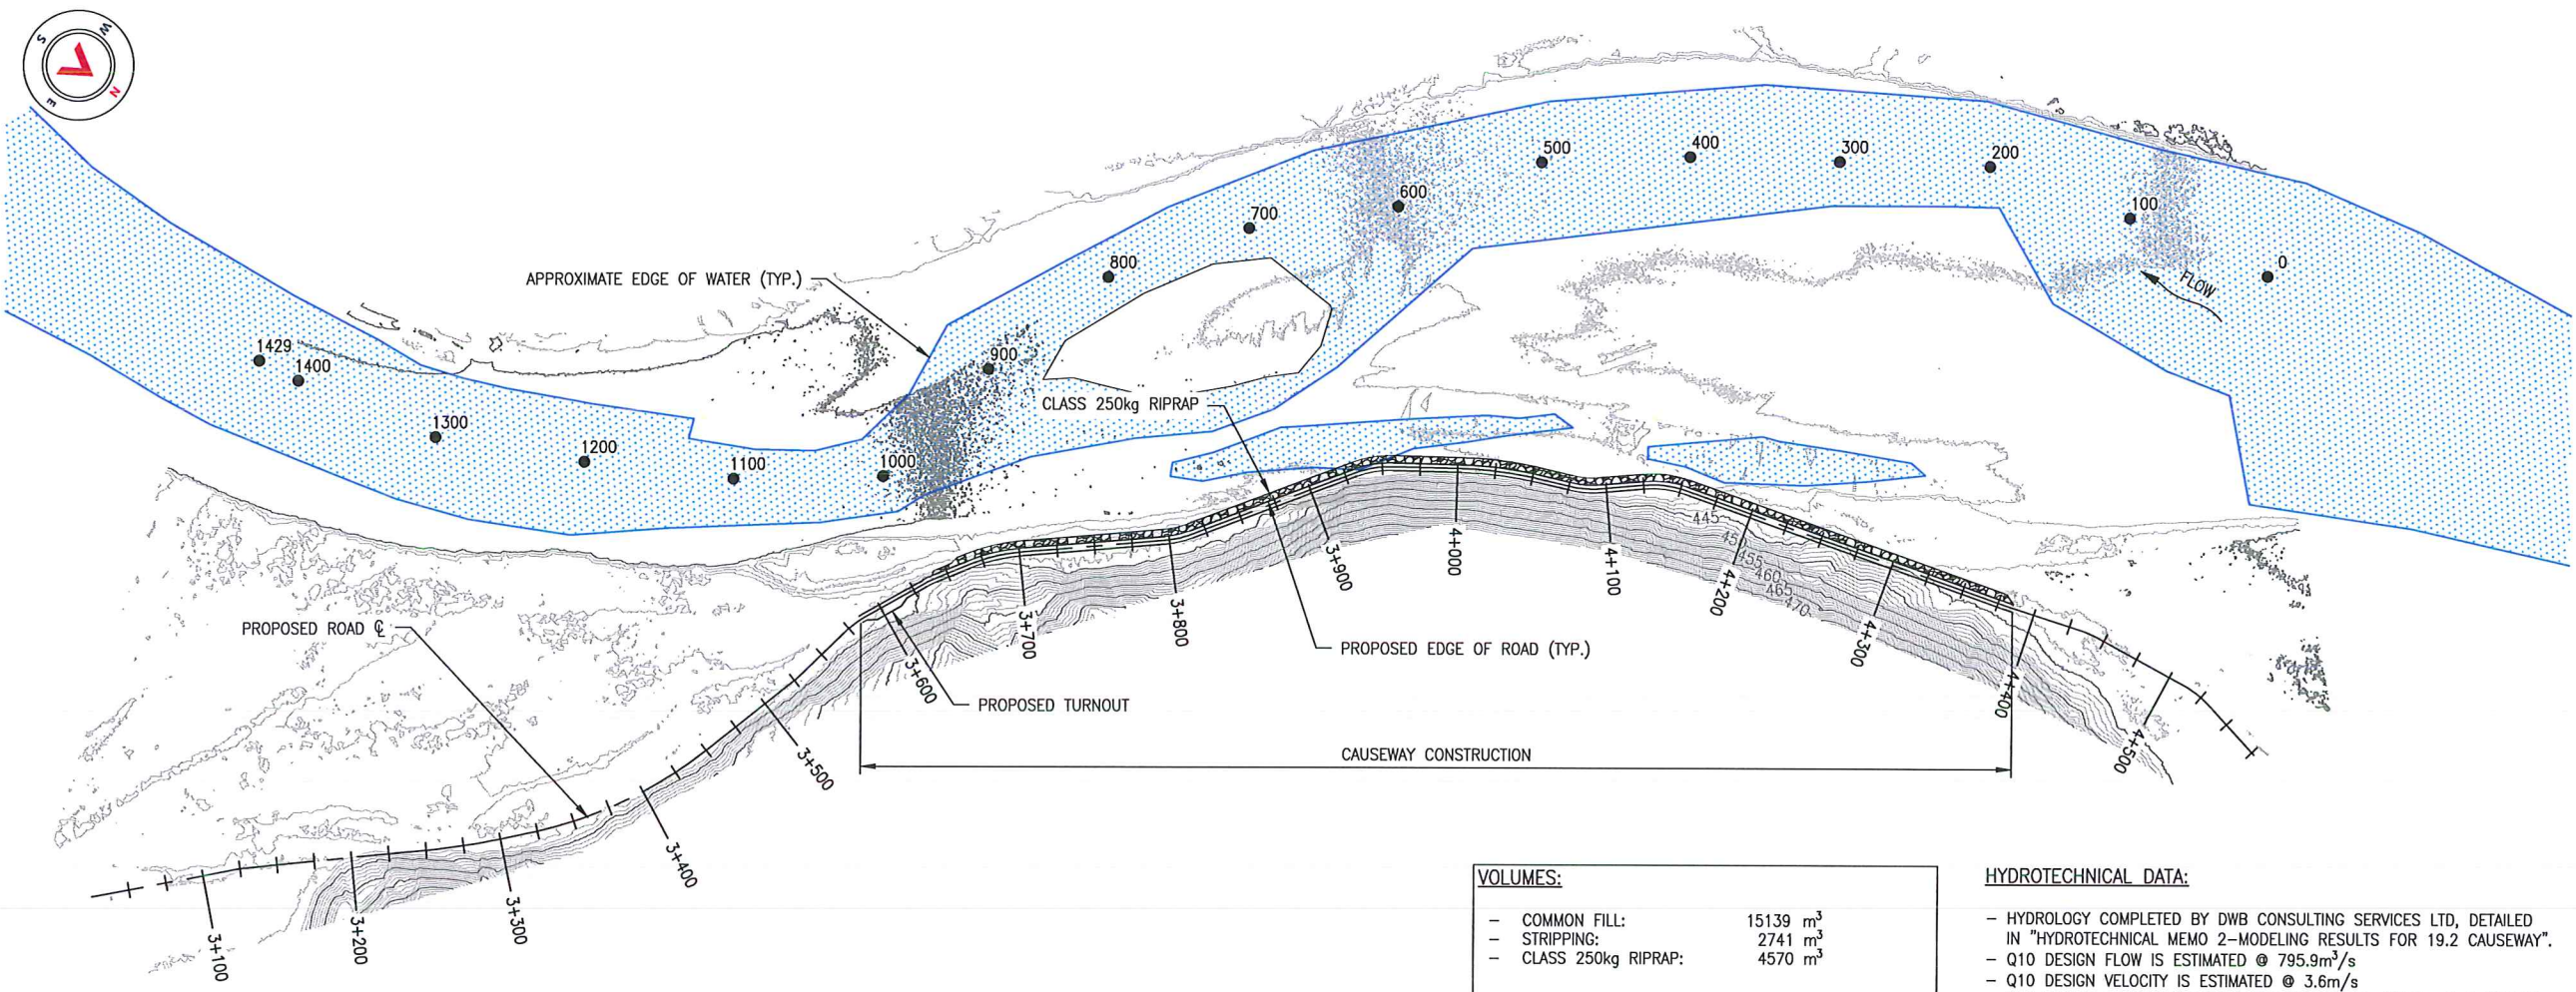 W
S
N
E
500
400
300
200
600
100
700
0
800
FLOW
APPROXIMATE EDGE OF WATER (TYP.)
900
1429
1400
CLASS 250kg RIPRAP
1300
1200
1100
1000
445
450
455
460
465
470
3+900
4+000
4+100
4+200
4+300
4+400
4+500
3+800
3+700
3+600
3+500
3+400
3+300
3+200
3+100
PROPOSED ROAD ℄
PROPOSED EDGE OF ROAD (TYP.)
PROPOSED TURNOUT
CAUSEWAY CONSTRUCTION
VOLUMES:
- COMMON FILL: 15139 m³
- STRIPPING: 2741 m³
- CLASS 250kg RIPRAP: 4570 m³
HYDROTECHNICAL DATA:
- HYDROLOGY COMPLETED BY DWB CONSULTING SERVICES LTD, DETAILED
IN "HYDROTECHNICAL MEMO 2-MODELING RESULTS FOR 19.2 CAUSEWAY".
- Q10 DESIGN FLOW IS ESTIMATED @ 795.9m³/s
- Q10 DESIGN VELOCITY IS ESTIMATED @ 3.6m/s